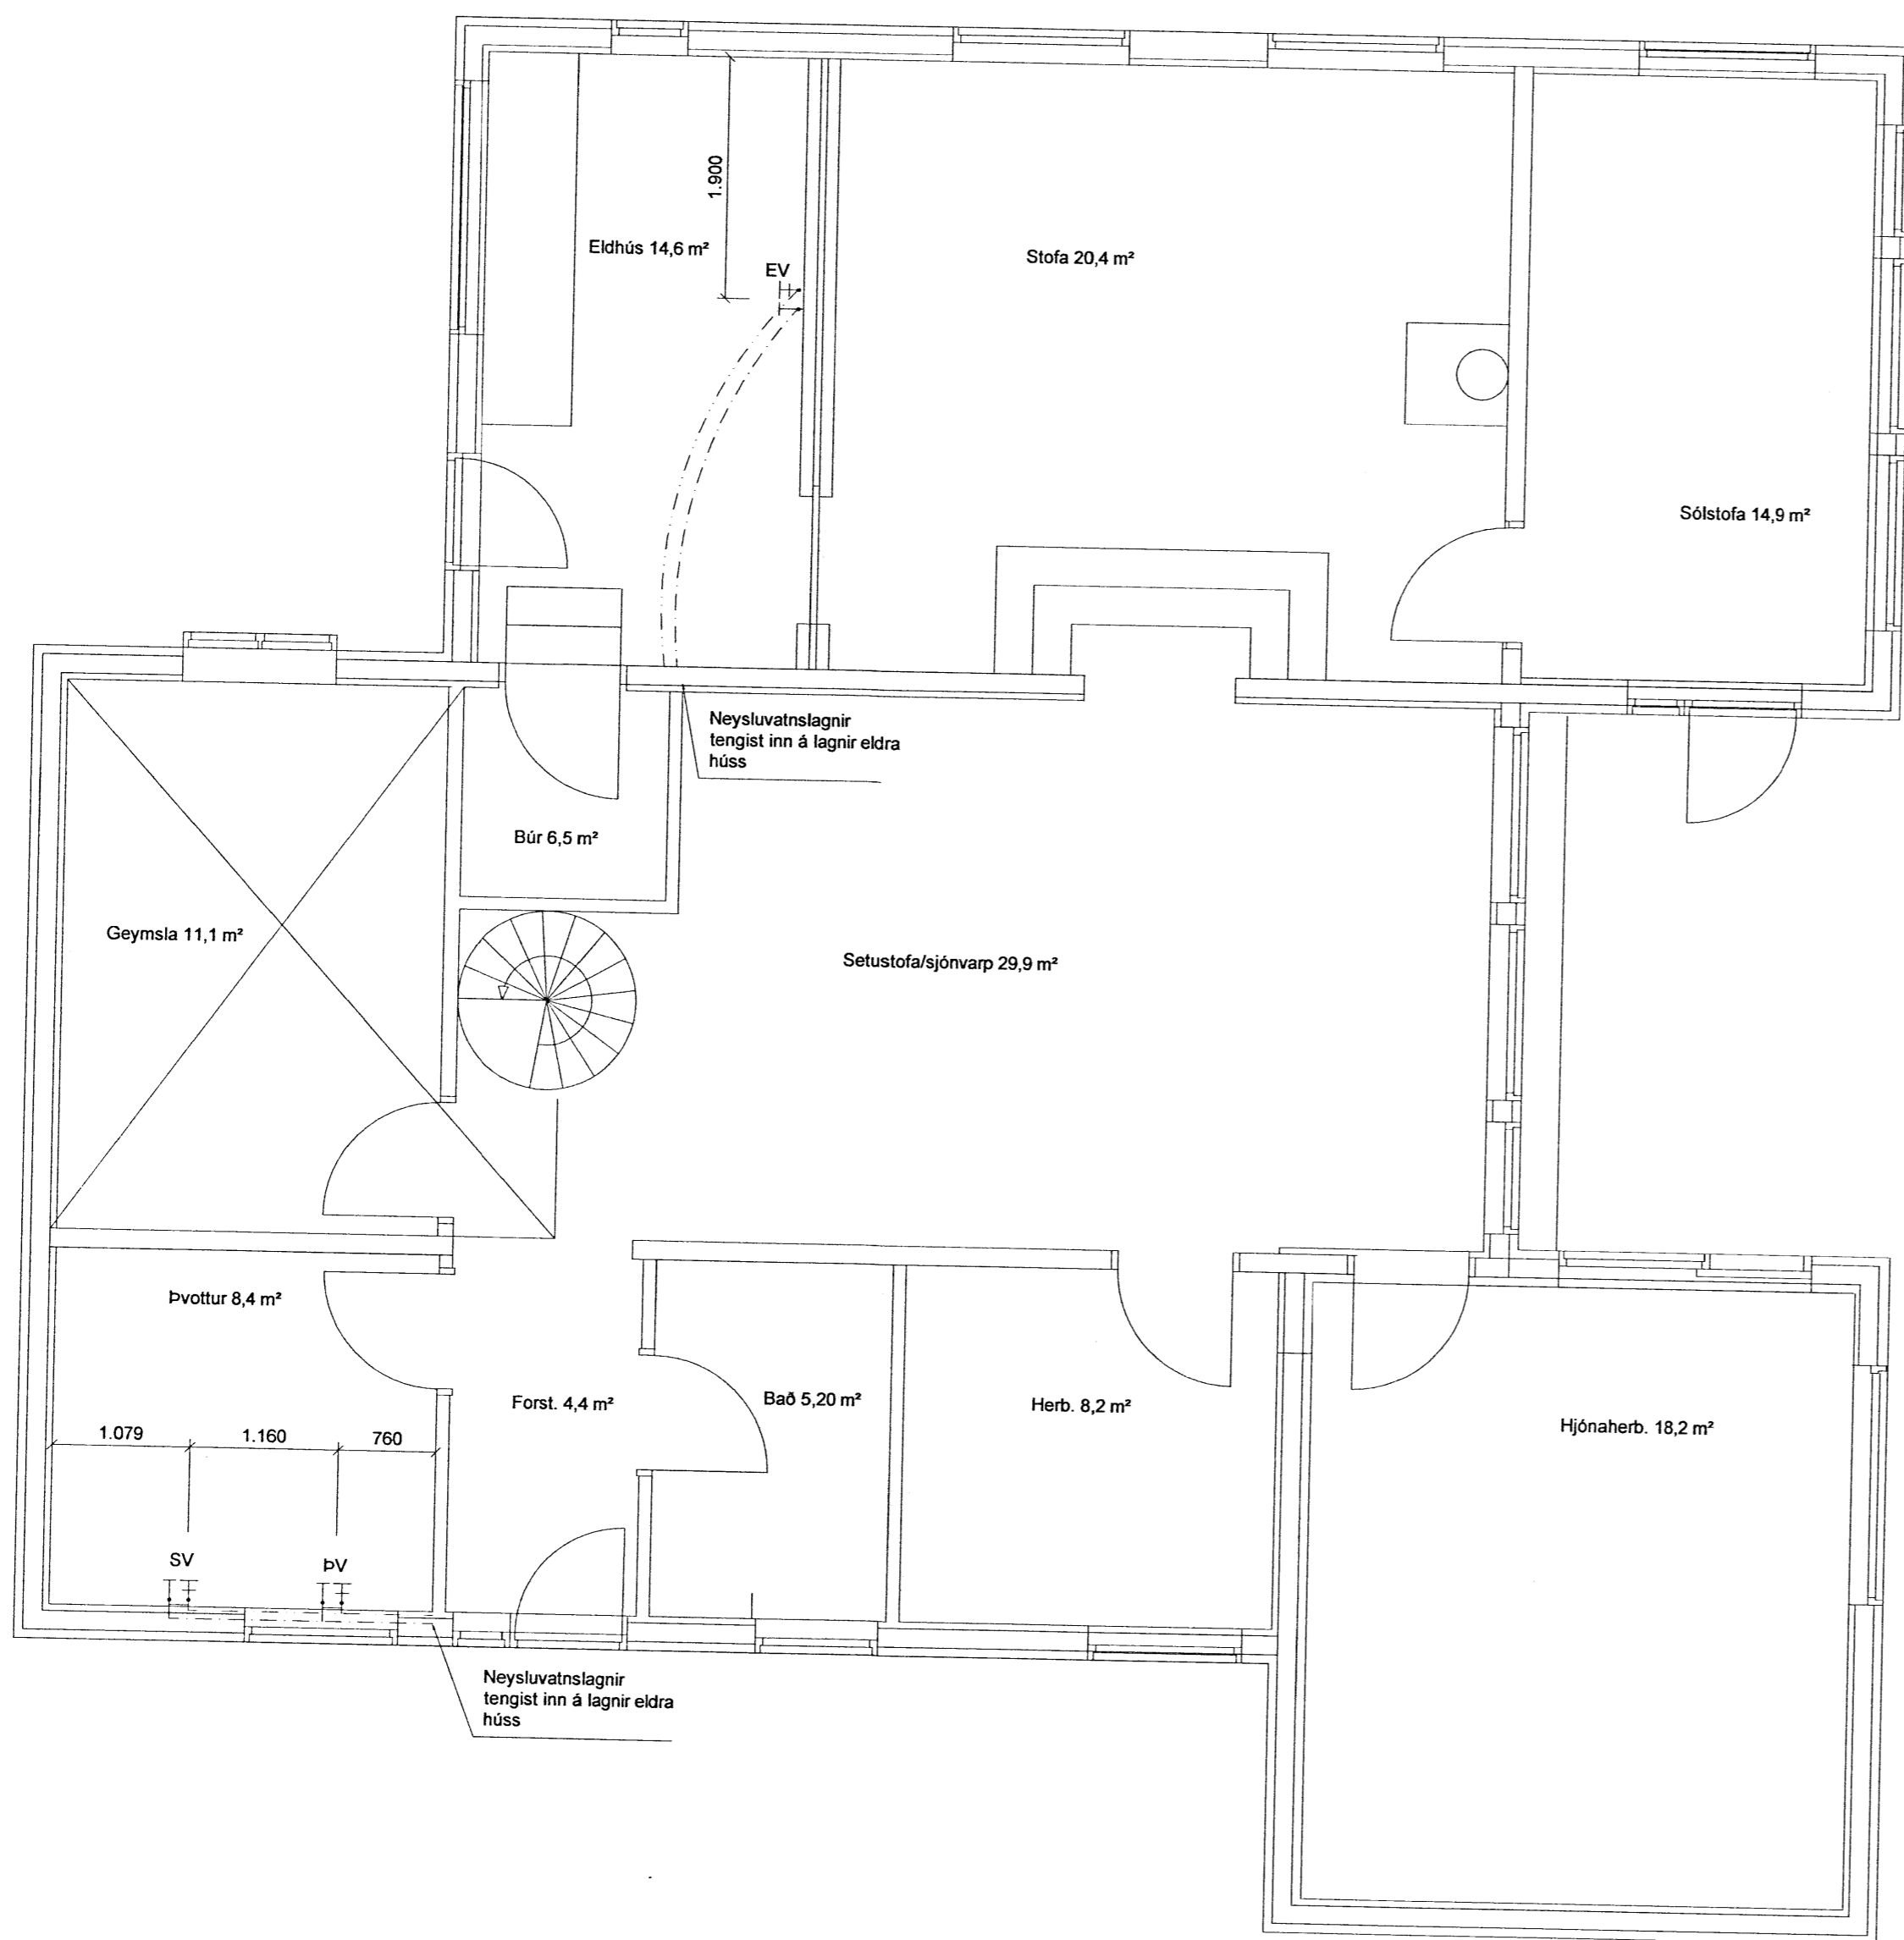 1.900
Eldhús 14,6 m²
Stofa 20,4 m²
EV
Sólstofa 14,9 m²
Neysluvatnslagnir
tengist inn á lagnir eldra
húss
Búr 6,5 m²
Geymsla 11,1 m²
Setustofa/sjónvarp 29,9 m²
Þvottur 8,4 m²
Forst. 4,4 m²
Bað 5,20 m²
Herb. 8,2 m²
Hjónaherb. 18,2 m²
1.079
1.160
760
SV
ÞV
Neysluvatnslagnir
tengist inn á lagnir eldra
húss